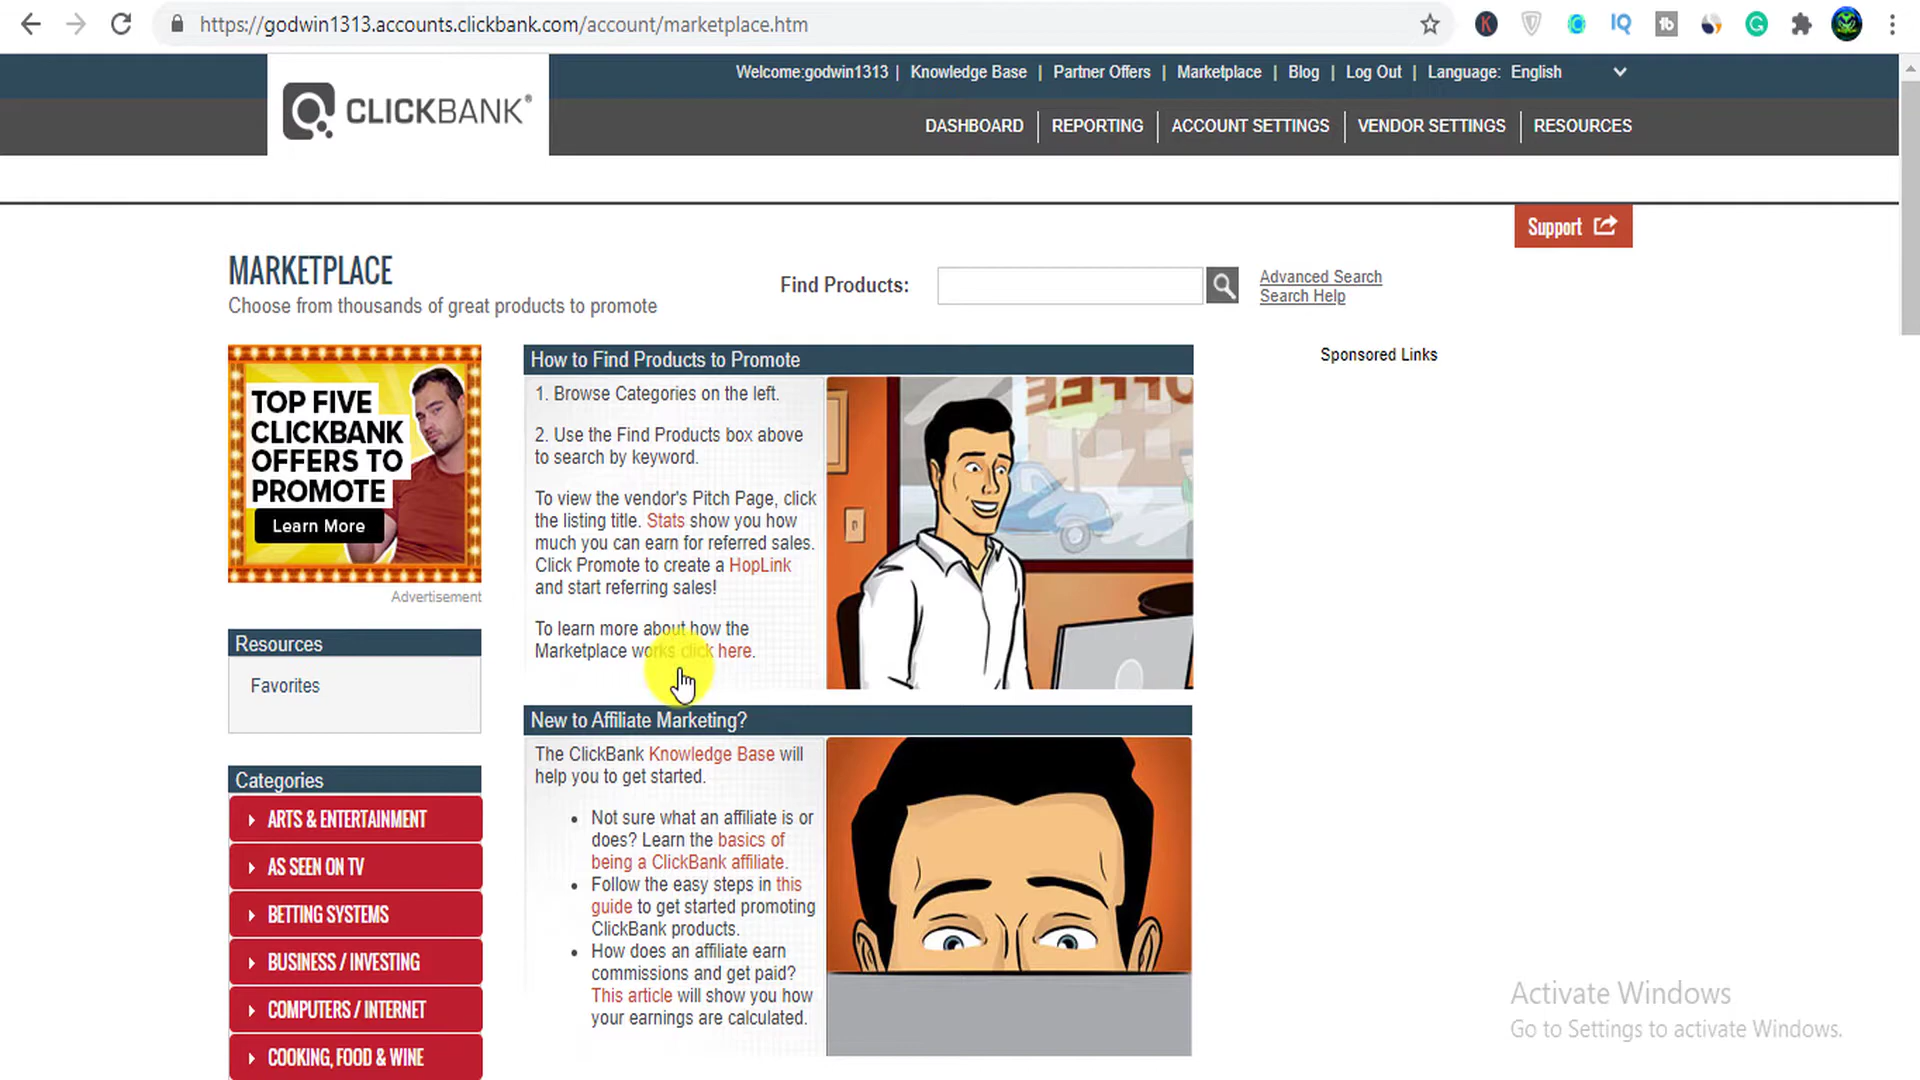 https://godwin1313.accounts.clickbank.com/account/marketplace.htm
Welcome:godwin1313 | Knowledge Base | Partner Offers | Marketplace | Blog | Log Out | Language: English
CLICKBANK®
DASHBOARD | REPORTING | ACCOUNT SETTINGS | VENDOR SETTINGS | RESOURCES
Support
MARKETPLACE
Choose from thousands of great products to promote
Find Products:
Advanced Search
Search Help
TOP FIVE
CLICKBANK
OFFERS TO
PROMOTE
Learn More
Advertisement
Resources
Favorites
Categories
ARTS & ENTERTAINMENT
AS SEEN ON TV
BETTING SYSTEMS
BUSINESS / INVESTING
COMPUTERS / INTERNET
COOKING, FOOD & WINE
How to Find Products to Promote
1. Browse Categories on the left.
2. Use the Find Products box above
to search by keyword.
To view the vendor's Pitch Page, click
the listing title. Stats show you how
much you can earn for referred sales.
Click Promote to create a HopLink
and start referring sales!
To learn more about how the
Marketplace works click here.
OFFEE
New to Affiliate Marketing?
The ClickBank Knowledge Base will
help you to get started.
• Not sure what an affiliate is or
does? Learn the basics of
being a ClickBank affiliate.
• Follow the easy steps in this
guide to get started promoting
ClickBank products.
• How does an affiliate earn
commissions and get paid?
This article will show you how
your earnings are calculated.
Sponsored Links
Activate Windows
Go to Settings to activate Windows.
K
IQ
tb
G